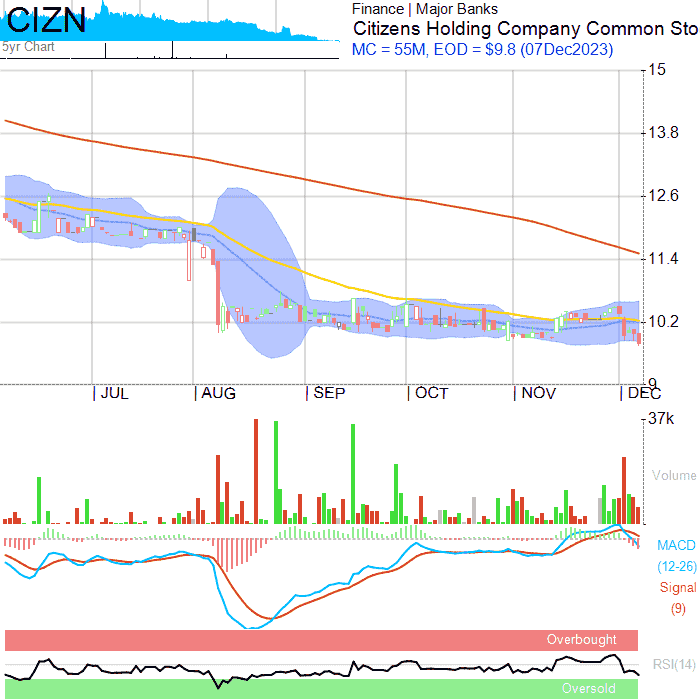 CIZN
5yr Chart
Finance | Major Banks
Citizens Holding Company Common Sto
MC = 55M, EOD = $9.8 (07Dec2023)
15
13.8
12.6
11.4
10.2
9
JUL AUG SEP OCT NOV DEC
37k
Volume
MACD
(12-26)
Signal
(9)
Overbought
RSI(14)
Oversold